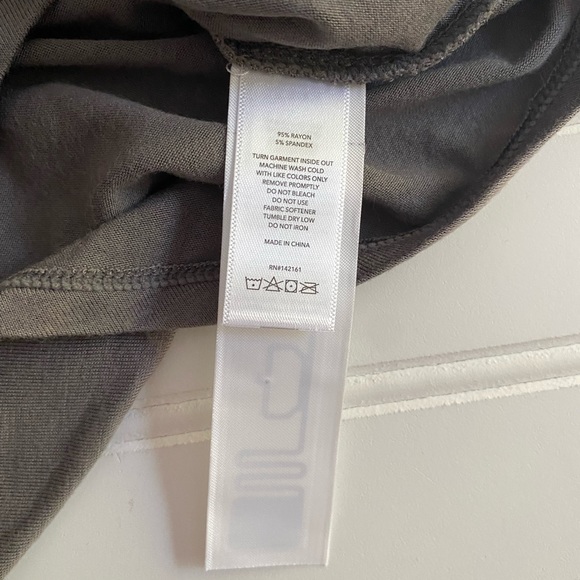 95% RAYON
5% SPANDEX
TURN GARMENT INSIDE OUT
MACHINE WASH COLD
WITH LIKE COLORS ONLY
REMOVE PROMPTLY
DO NOT BLEACH
DO NOT USE
FABRIC SOFTENER
TUMBLE DRY LOW
DO NOT IRON
MADE IN CHINA
RN#142161